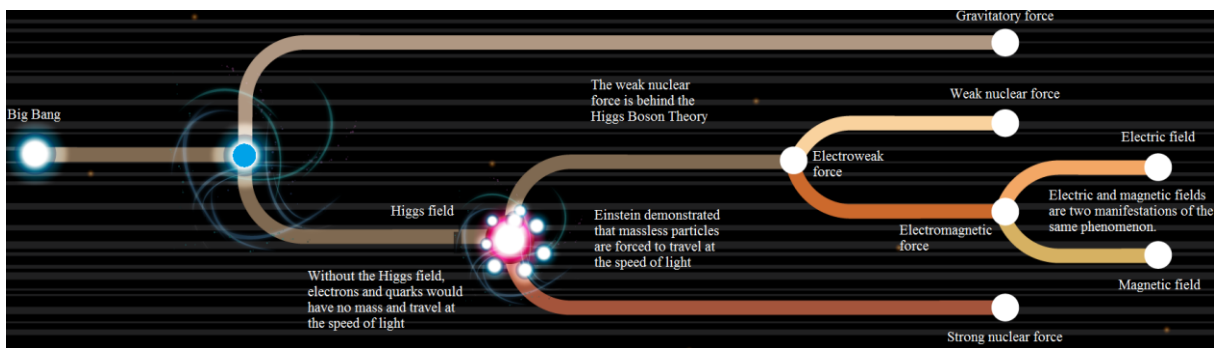 Gravitatory force
The weak nuclear
force is behind the
Higgs Boson Theory
Weak nuclear force
Big Bang
Electric field
Electroweak
force
Electric and magnetic fields
are two manifestations of the
same phenomenon.
Higgs field
Einstein demonstrated
that massless particles
are forced to travel at
the speed of light
Electromagnetic
force
Without the Higgs field,
electrons and quarks would
have no mass and travel at
the speed of light
Magnetic field
Strong nuclear force